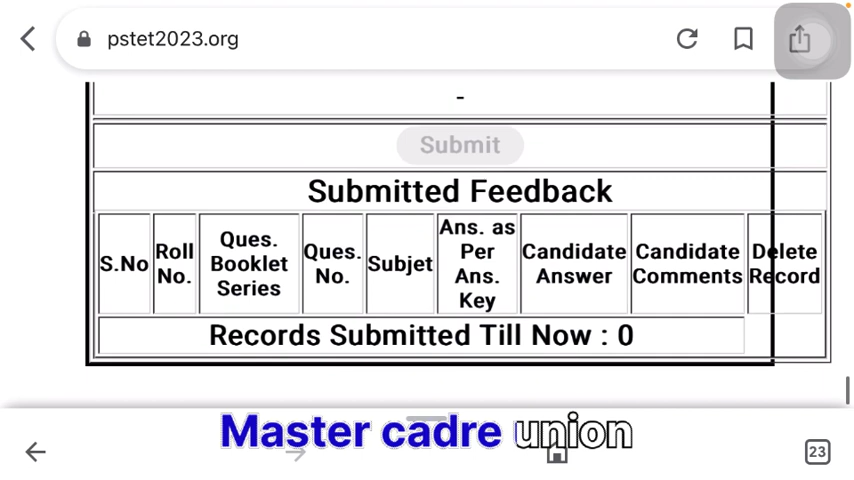 pstet2023.org
-
Submit
Submitted Feedback
S.No Roll No. Ques. Booklet Series Ques. No. Subjet Ans. as Per Ans. Key Candidate Answer Candidate Comments Delete Record
Records Submitted Till Now : 0
Master cadre union
23